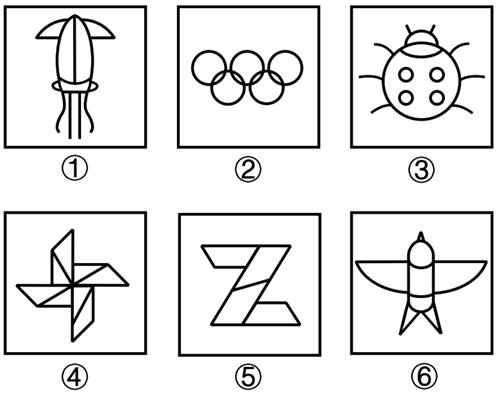 ① ② ③
④ ⑤ ⑥